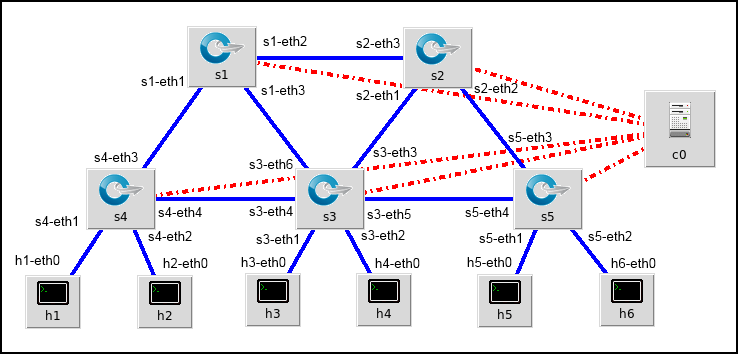 s1-eth2
s2-eth3
s1
s2
s1-eth1
s1-eth3
s2-eth1
s2-eth2
s5-eth3
c0
s4-eth3
s3-eth6
s3-eth3
s4
s3
s5
s4-eth1
s4-eth4
s3-eth4
s3-eth5
s5-eth4
s4-eth2
s3-eth1
s3-eth2
s5-eth1
s5-eth2
h1-eth0
h2-eth0
h3-eth0
h4-eth0
h5-eth0
h6-eth0
h1
h2
h3
h4
h5
h6